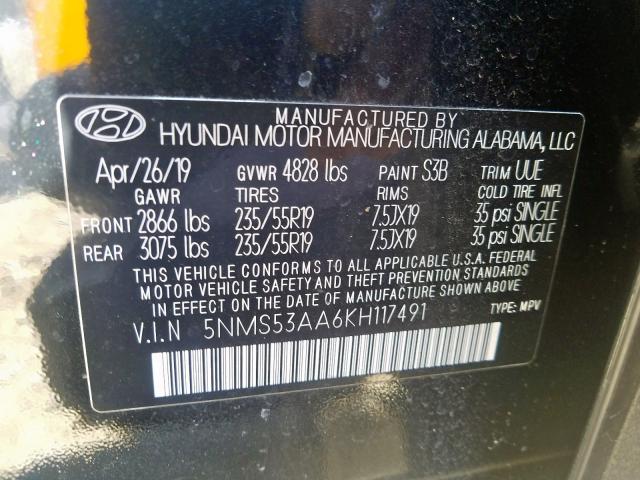 MANUFACTURED BY
HYUNDAI MOTOR MANUFACTURING ALABAMA, LLC
Apr/26/19 GVWR 4828 lbs PAINT S3B TRIM UUE
GAWR TIRES RIMS COLD TIRE INFL
FRONT 2866 lbs 235/55R19 7.5JX19 35 psi SINGLE
REAR 3075 lbs 235/55R19 7.5JX19 35 psi SINGLE
THIS VEHICLE CONFORMS TO ALL APPLICABLE U.S.A. FEDERAL
MOTOR VEHICLE SAFETY AND THEFT PREVENTION STANDARDS
IN EFFECT ON THE DATE OF MANUFACTURE SHOWN ABOVE.
V.I.N 5NMS53AA6KH117491 TYPE: MPV